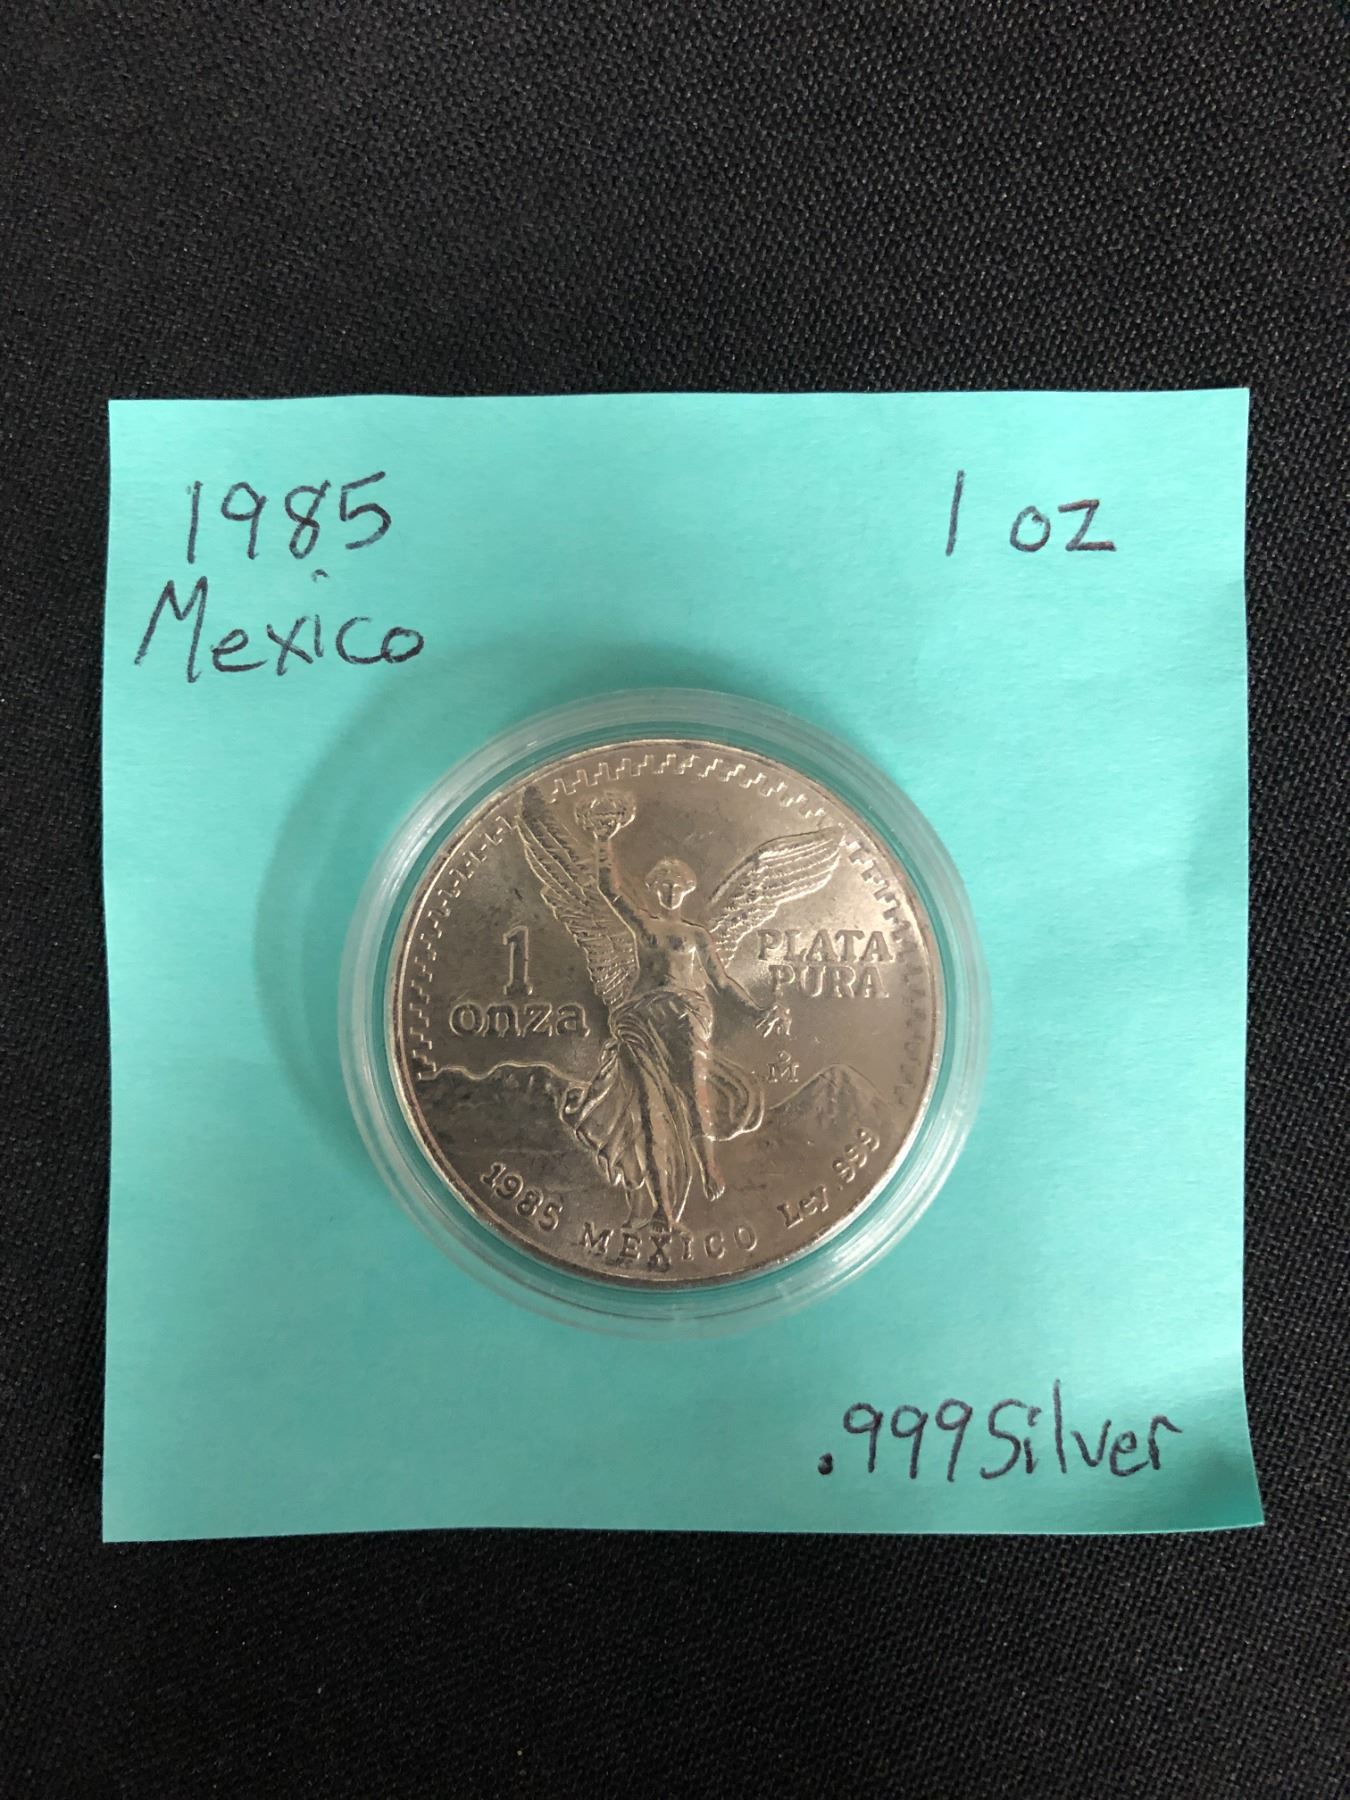 1985
Mexico
1 oz
1
onza
PLATA
PURA
M
1985 MEXICO Ley .999
.999 Silver